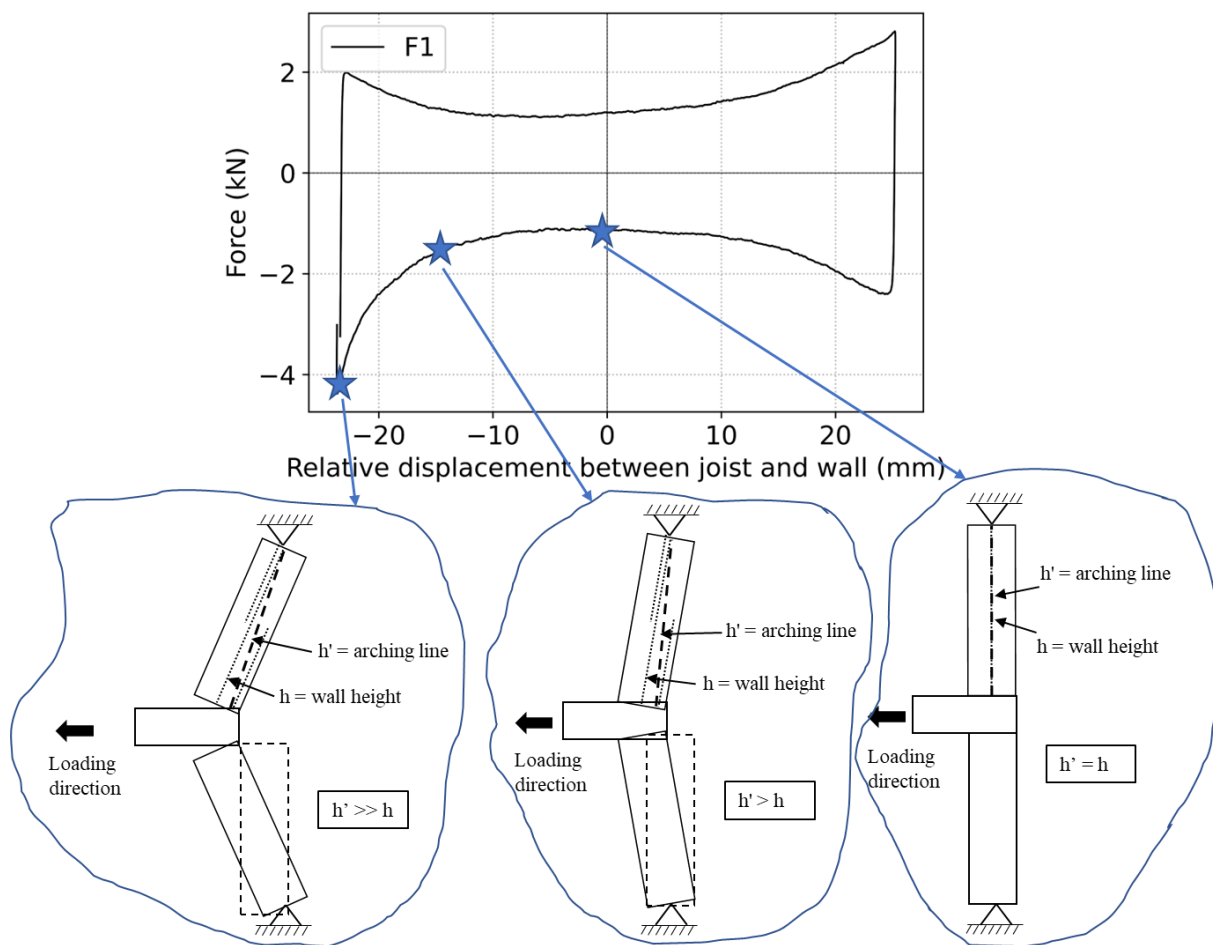 F1
2
0
−2
−4
Force (kN)
−20
−10
0
10
20
Relative displacement between joist and wall (mm)
h' = arching line
h = wall height
Loading
direction
h’ >> h
h' = arching line
h = wall height
Loading
direction
h' > h
h' = arching line
h = wall height
Loading
direction
h’ = h